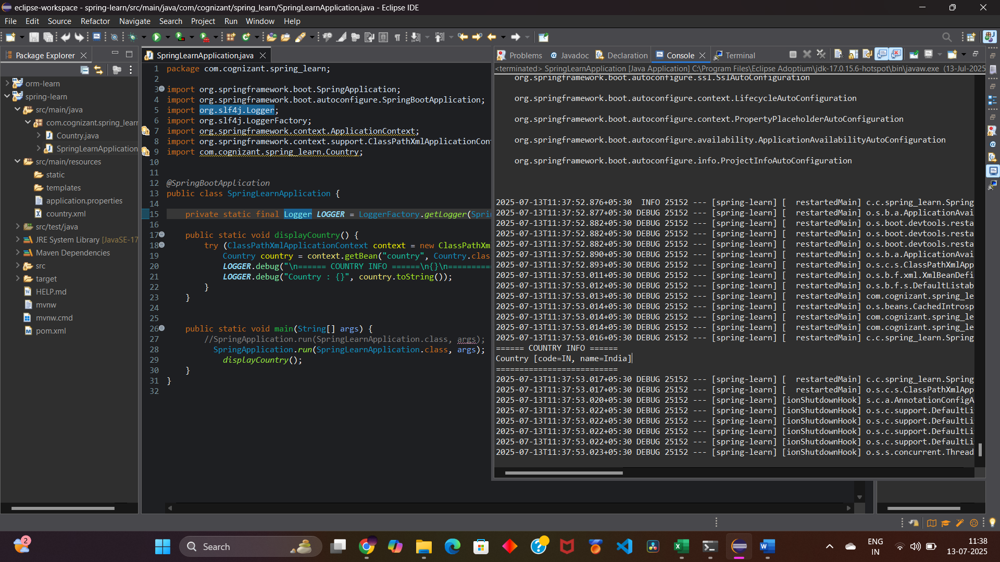 eclipse-workspace - spring-learn/src/main/java/com/cognizant/spring_learn/SpringLearnApplication.java - Eclipse IDE
File Edit Source Refactor Navigate Search Project Run Window Help
Package Explorer
orm-learn
spring-learn
src/main/java
com.cognizant.spring_learn
Country.java
SpringLearnApplication
src/main/resources
static
templates
application.properties
country.xml
src/test/java
JRE System Library [JavaSE-17
Maven Dependencies
src
target
HELP.md
mvnw
mvnw.cmd
pom.xml
SpringLearnApplication.java
1 package com.cognizant.spring_learn;
2
3 import org.springframework.boot.SpringApplication;
4 import org.springframework.boot.autoconfigure.SpringBootApplication;
5 import org.slf4j.Logger;
6 import org.slf4j.LoggerFactory;
7 import org.springframework.context.ApplicationContext;
8 import org.springframework.context.support.ClassPathXmlApplicationCon
9 import com.cognizant.spring_learn.Country;
10
11
12 @SpringBootApplication
13 public class SpringLearnApplication {
14
15 private static final Logger LOGGER = LoggerFactory.getLogger(Sprin
16
17 public static void displayCountry() {
18 try (ClassPathXmlApplicationContext context = new ClassPathXm
19 Country country = context.getBean("country", Country.clas
20 LOGGER.debug("\n====== COUNTRY INFO ======\n{}\n=========
21 LOGGER.debug("Country : {}", country.toString());
22 }
23 }
24
25
26 public static void main(String[] args) {
27 //SpringApplication.run(SpringLearnApplication.class, args);
28 SpringApplication.run(SpringLearnApplication.class, args);
29 displayCountry();
30 }
31 }
32
Problems Javadoc Declaration Console Terminal
<terminated> SpringLearnApplication [Java Application] C:\Program Files\Eclipse Adoptium\jdk-17.0.15.6-hotspot\bin\javaw.exe (13-Jul-2025
org.springframework.boot.autoconfigure.ssl.SslAutoConfiguration
org.springframework.boot.autoconfigure.context.LifecycleAutoConfiguration
org.springframework.boot.autoconfigure.context.PropertyPlaceholderAutoConfiguration
org.springframework.boot.autoconfigure.availability.ApplicationAvailabilityAutoConfiguration
org.springframework.boot.autoconfigure.info.ProjectInfoAutoConfiguration
2025-07-13T11:37:52.876+05:30 INFO 25152 --- [spring-learn] [ restartedMain] c.c.spring_learn.Spring
2025-07-13T11:37:52.877+05:30 DEBUG 25152 --- [spring-learn] [ restartedMain] o.s.b.a.ApplicationAvai
2025-07-13T11:37:52.882+05:30 DEBUG 25152 --- [spring-learn] [ restartedMain] o.s.boot.devtools.resta
2025-07-13T11:37:52.882+05:30 DEBUG 25152 --- [spring-learn] [ restartedMain] o.s.boot.devtools.resta
2025-07-13T11:37:52.882+05:30 DEBUG 25152 --- [spring-learn] [ restartedMain] o.s.boot.devtools.resta
2025-07-13T11:37:52.890+05:30 DEBUG 25152 --- [spring-learn] [ restartedMain] o.s.b.a.ApplicationAvai
2025-07-13T11:37:52.893+05:30 DEBUG 25152 --- [spring-learn] [ restartedMain] o.s.c.s.ClassPathXmlApp
2025-07-13T11:37:53.011+05:30 DEBUG 25152 --- [spring-learn] [ restartedMain] o.s.b.f.xml.XmlBeanDefi
2025-07-13T11:37:53.012+05:30 DEBUG 25152 --- [spring-learn] [ restartedMain] o.s.b.f.s.DefaultListab
2025-07-13T11:37:53.013+05:30 DEBUG 25152 --- [spring-learn] [ restartedMain] com.cognizant.spring_le
2025-07-13T11:37:53.014+05:30 DEBUG 25152 --- [spring-learn] [ restartedMain] o.s.beans.CachedIntrosp
2025-07-13T11:37:53.014+05:30 DEBUG 25152 --- [spring-learn] [ restartedMain] com.cognizant.spring_le
2025-07-13T11:37:53.014+05:30 DEBUG 25152 --- [spring-learn] [ restartedMain] com.cognizant.spring_le
2025-07-13T11:37:53.016+05:30 DEBUG 25152 --- [spring-learn] [ restartedMain] c.c.spring_learn.Spring
====== COUNTRY INFO ======
Country [code=IN, name=India]
==========================
2025-07-13T11:37:53.017+05:30 DEBUG 25152 --- [spring-learn] [ restartedMain] c.c.spring_learn.Spring
2025-07-13T11:37:53.017+05:30 DEBUG 25152 --- [spring-learn] [ restartedMain] o.s.c.s.ClassPathXmlApp
2025-07-13T11:37:53.020+05:30 DEBUG 25152 --- [spring-learn] [ionShutdownHook] s.c.a.AnnotationConfigA
2025-07-13T11:37:53.022+05:30 DEBUG 25152 --- [spring-learn] [ionShutdownHook] o.s.c.support.DefaultLi
2025-07-13T11:37:53.022+05:30 DEBUG 25152 --- [spring-learn] [ionShutdownHook] o.s.c.support.DefaultLi
2025-07-13T11:37:53.022+05:30 DEBUG 25152 --- [spring-learn] [ionShutdownHook] o.s.c.support.DefaultLi
2025-07-13T11:37:53.022+05:30 DEBUG 25152 --- [spring-learn] [ionShutdownHook] o.s.c.support.DefaultLi
2025-07-13T11:37:53.023+05:30 DEBUG 25152 --- [spring-learn] [ionShutdownHook] o.s.s.concurrent.Thread
2
Search
ENG
IN
11:38
13-07-2025